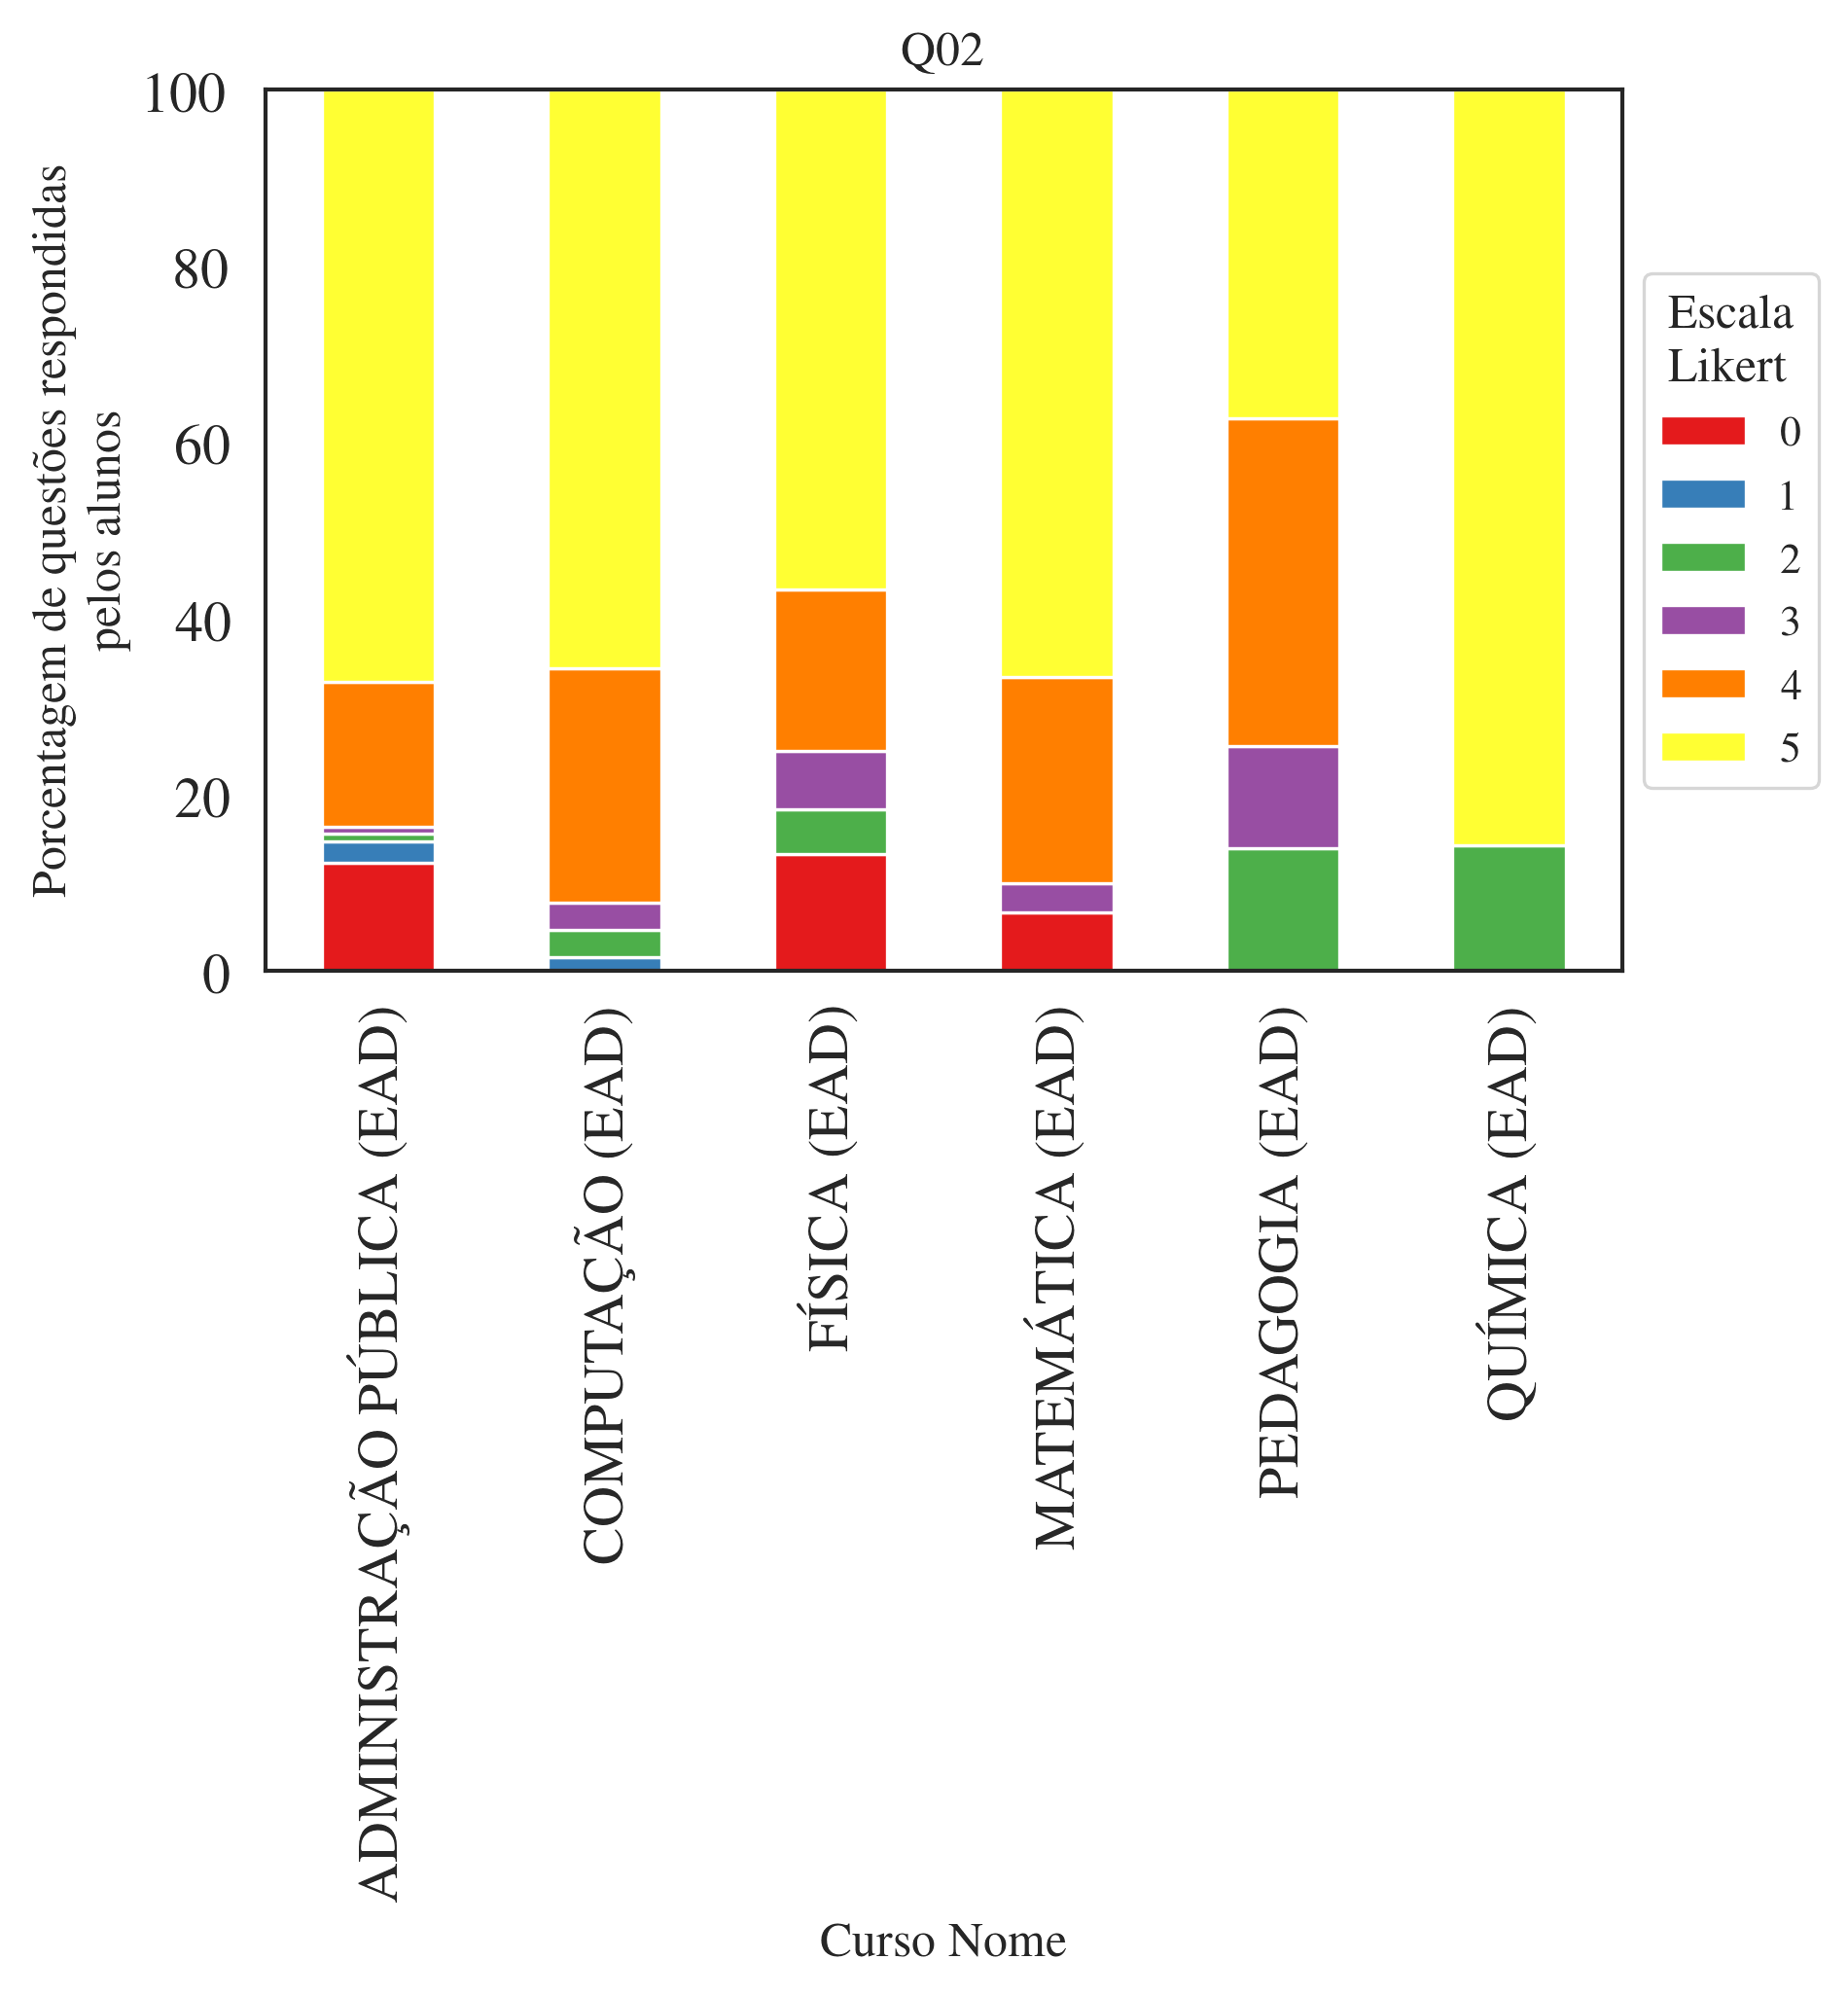 Q02
Porcentagem de questões respondidas
pelos alunos
100
80
60
40
20
0
Escala
Likert
0
1
2
3
4
5
ADMINISTRAÇÃO PÚBLICA (EAD)
COMPUTAÇÃO (EAD)
FÍSICA (EAD)
MATEMÁTICA (EAD)
PEDAGOGIA (EAD)
QUÍMICA (EAD)
Curso Nome